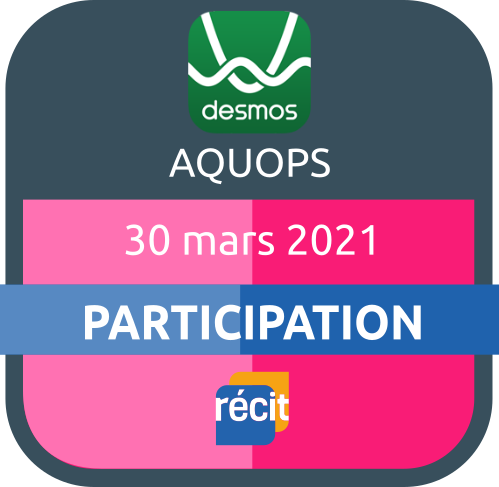 desmos
AQUOPS
30 mars 2021
PARTICIPATION
récit